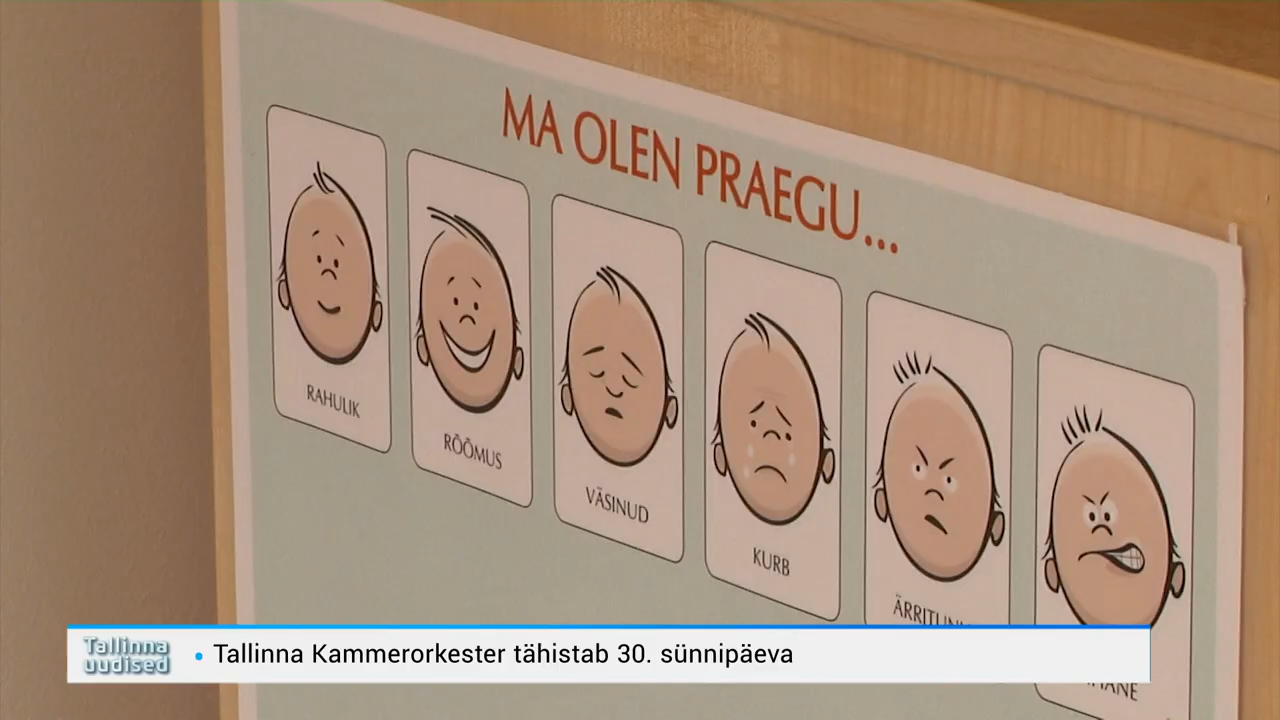 MA OLEN PRAEGU...
RAHULIK
RÕÕMUS
VÄSINUD
KURB
Tallinna
uudised
• Tallinna Kammerorkester tähistab 30. sünnipäeva